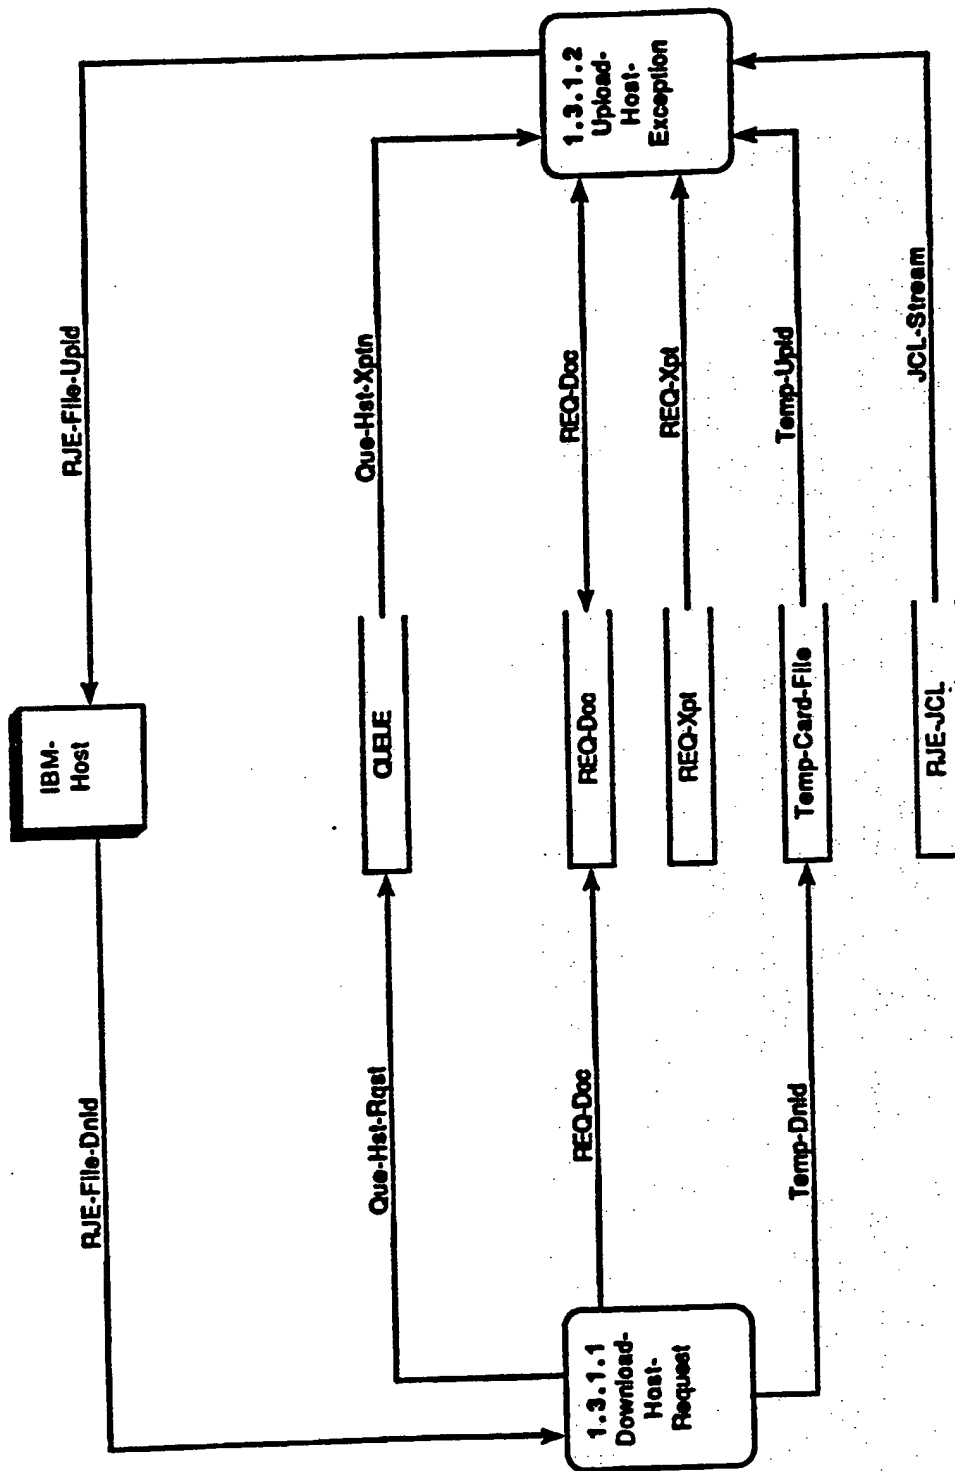 IBM-
Host
RJE-File-Dnld
RJE-File-Upld
QUEUE
Que-Hst-Rqst
Que-Hst-Xptn
1.3.1.1
Download-
Host-
Request
REQ-Doc
REQ-Doc
REQ-Doc
1.3.1.2
Upload-
Host-
Exception
REQ-Xpt
REQ-Xpt
Temp-Dnld
Temp-Card-File
Temp-Upld
RJE-JCL
JCL-Stream